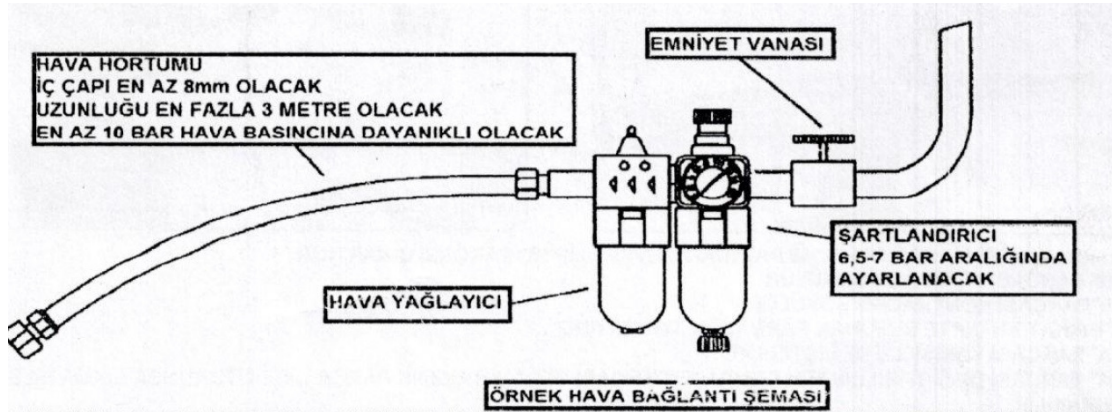 HAVA HORTUMU
İÇ ÇAPI EN AZ 8mm OLACAK
UZUNLUĞU EN FAZLA 3 METRE OLACAK
EN AZ 10 BAR HAVA BASINCINA DAYANIKLI OLACAK
EMNİYET VANASI
ŞARTLANDIRICI
6,5-7 BAR ARALIĞINDA
AYARLANACAK
HAVA YAĞLAYICI
ÖRNEK HAVA BAĞLANTI ŞEMASI